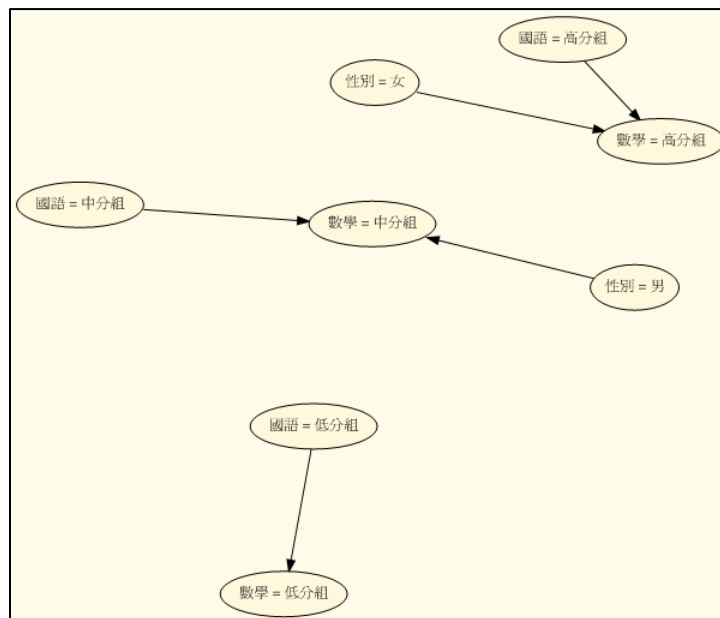 國語 = 高分組
性別 = 女
數學 = 高分組
國語 = 中分組
數學 = 中分組
性別 = 男
國語 = 低分組
數學 = 低分組